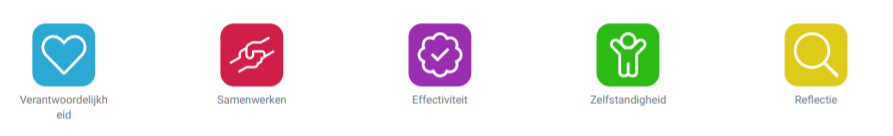 Verantwoordelijkh
eid
Samenwerken
Effectiviteit
Zelfstandigheid
Reflectie